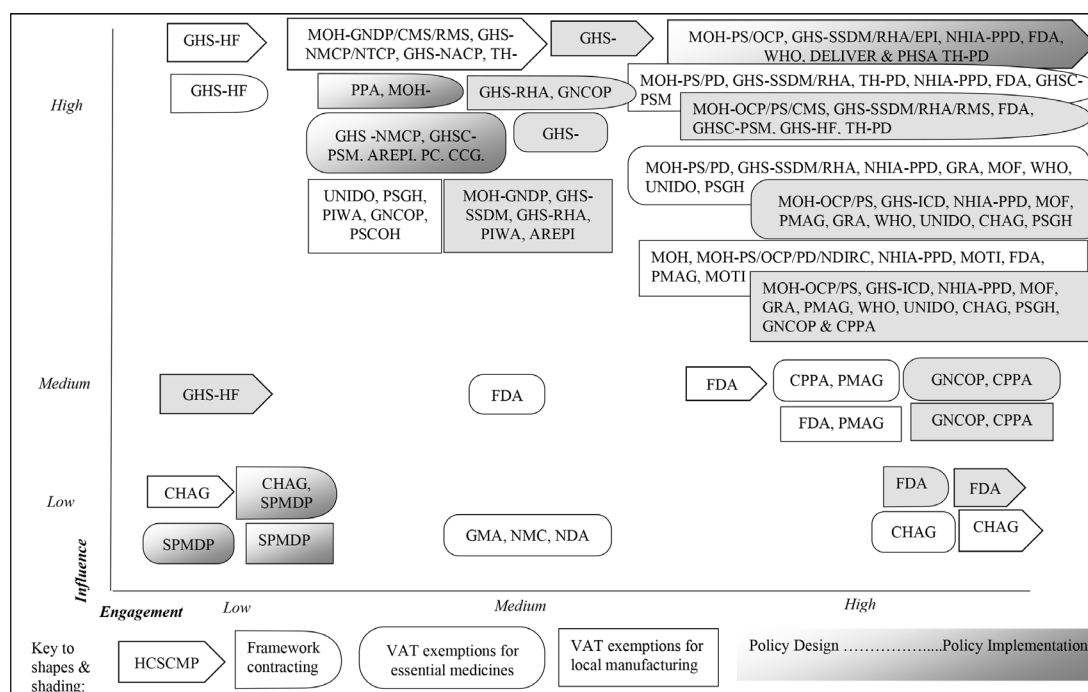 GHS-HF
MOH-GNDP/CMS/RMS, GHS-
NMCP/NTCP, GHS-NACP, TH-
GHS-
MOH-PS/OCP, GHS-SSDM/RHA/EPI, NHIA-PPD, FDA,
WHO, DELIVER & PHSA TH-PD
High
GHS-HF
PPA, MOH-
GHS-RHA, GNCOP
MOH-PS/PD, GHS-SSDM/RHA, TH-PD, NHIA-PPD, FDA, GHSC-
PSM
MOH-OCP/PS/CMS, GHS-SSDM/RHA/RMS, FDA,
GHSC-PSM, GHS-HF, TH-PD
GHS -NMCP, GHSC-
PSM, AREPI, PC, CCG,
GHS-
MOH-PS/PD, GHS-SSDM/RHA, NHIA-PPD, GRA, MOF, WHO,
UNIDO, PSGH
UNIDO, PSGH,
PIWA, GNCOP,
PSCOH
MOH-GNDP, GHS-
SSDM, GHS-RHA,
PIWA, AREPI
MOH-OCP/PS, GHS-ICD, NHIA-PPD, MOF,
PMAG, GRA, WHO, UNIDO, CHAG, PSGH
MOH, MOH-PS/OCP/PD/NDIRC, NHIA-PPD, MOTI, FDA,
PMAG, MOTI
MOH-OCP/PS, GHS-ICD, NHIA-PPD, MOF,
GRA, PMAG, WHO, UNIDO, CHAG, PSGH,
GNCOP & CPPA
Medium
GHS-HF
FDA
FDA
CPPA, PMAG
GNCOP, CPPA
FDA, PMAG
GNCOP, CPPA
Low
CHAG
CHAG,
SPMDP
FDA
FDA
SPMDP
SPMDP
GMA, NMC, NDA
CHAG
CHAG
Influence
Engagement
Low
Medium
High
Key to
shapes &
shading:
HCSCMP
Framework
contracting
VAT exemptions for
essential medicines
VAT exemptions for
local manufacturing
Policy Design ……………......Policy Implementation